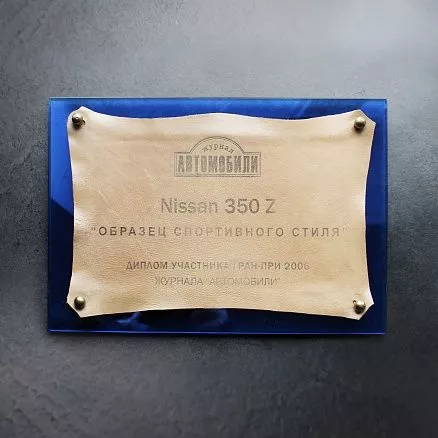 журнал
АВТОМОБИЛИ
Nissan 350 Z
"ОБРАЗЕЦ СПОРТИВНОГО СТИЛЯ"
ДИПЛОМ УЧАСТНИКА ГРАН-ПРИ 2006
ЖУРНАЛА "АВТОМОБИЛИ"